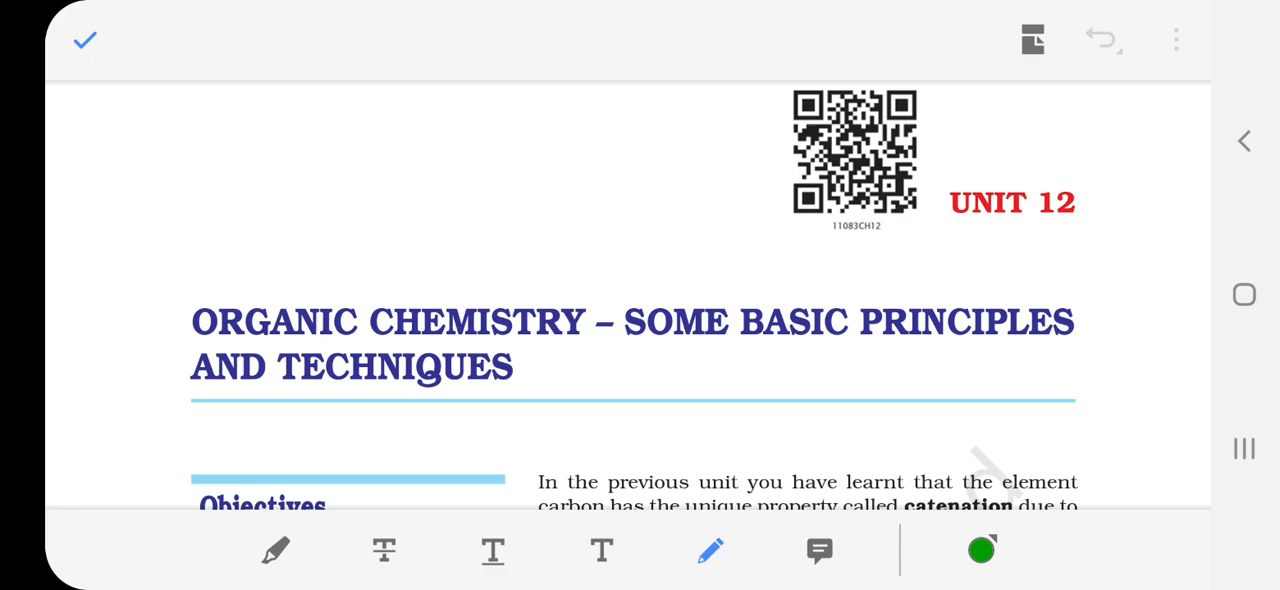 11083CH12
UNIT 12
ORGANIC CHEMISTRY – SOME BASIC PRINCIPLES
AND TECHNIQUES
Objectives
In the previous unit you have learnt that the element
carbon has the unique property called catenation due to
d
T
T
T